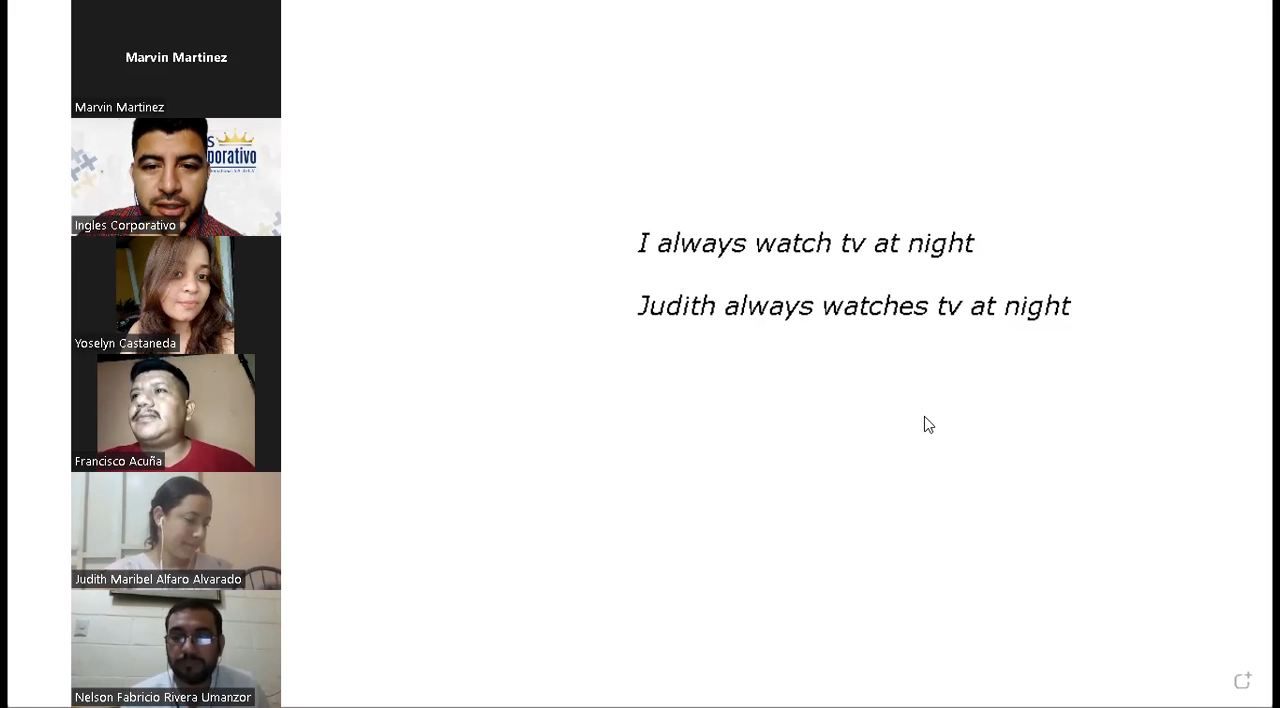 Marvin Martinez
Marvin Martinez
S
porativo
Ingles Corporativo
Yoselyn Castaneda
Francisco Acuña
Judith Maribel Alfaro Alvarado
Nelson Fabricio Rivera Umanzor
I always watch tv at night
Judith always watches tv at night